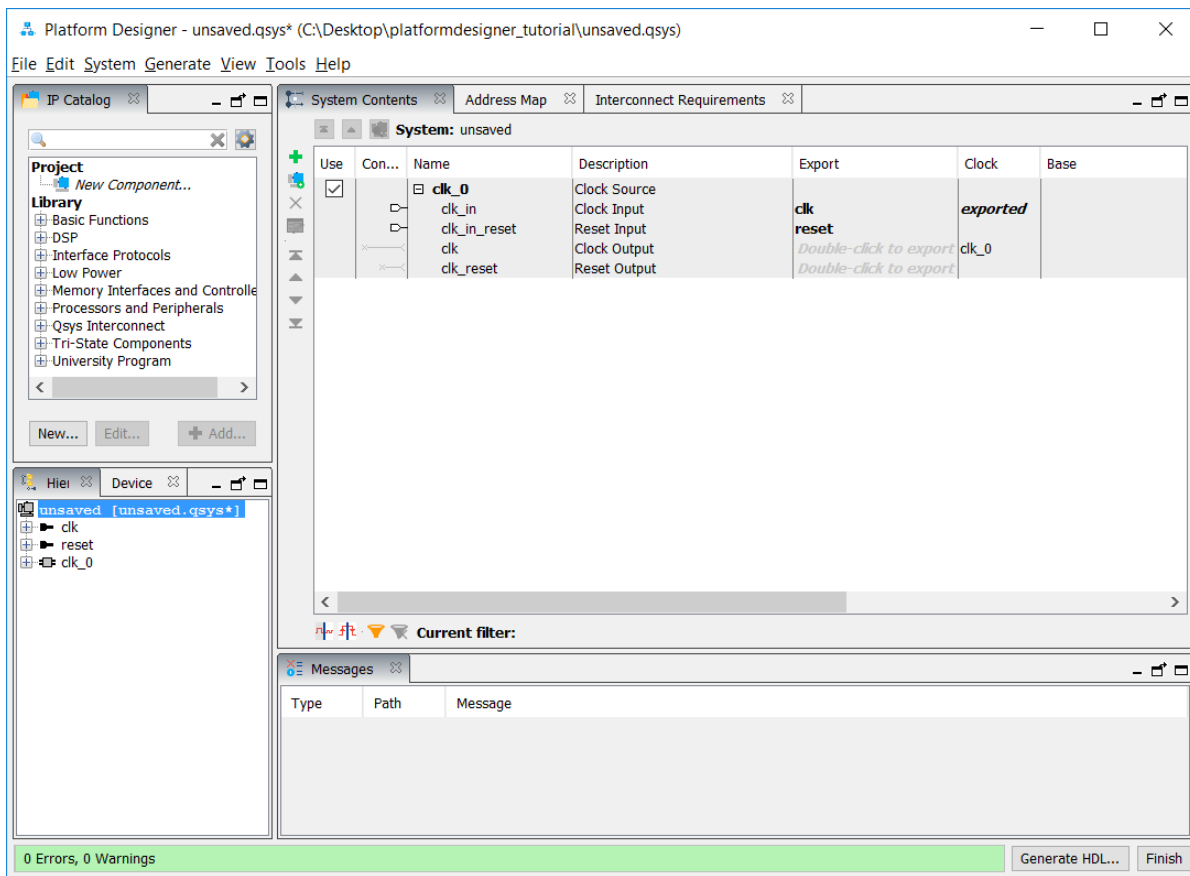 Platform Designer - unsaved.qsys* (C:\Desktop\platformdesigner_tutorial\unsaved.qsys)
File Edit System Generate View Tools Help
IP Catalog
Project
New Component...
Library
Basic Functions
DSP
Interface Protocols
Low Power
Memory Interfaces and Controlle
Processors and Peripherals
Qsys Interconnect
Tri-State Components
University Program
New... Edit... Add...
Hier Device
unsaved [unsaved.qsys*]
clk
reset
clk_0
System Contents Address Map Interconnect Requirements
System: unsaved
Use Con... Name Description Export Clock Base
clk_0 Clock Source
clk_in Clock Input clk exported
clk_in_reset Reset Input reset
clk Clock Output Double-click to export clk_0
clk_reset Reset Output Double-click to export
Current filter:
Messages
Type Path Message
0 Errors, 0 Warnings Generate HDL... Finish